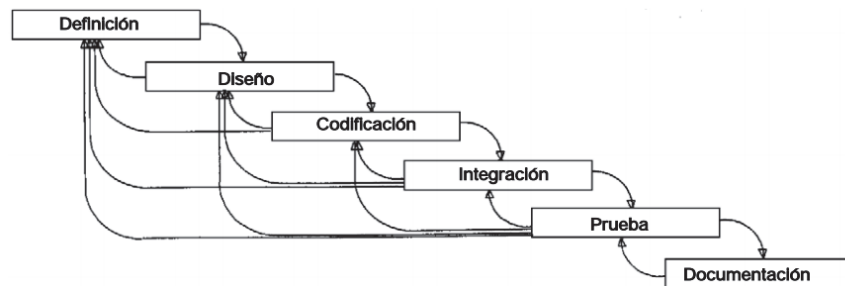 Definición
Diseño
Codificación
Integración
Prueba
Documentación